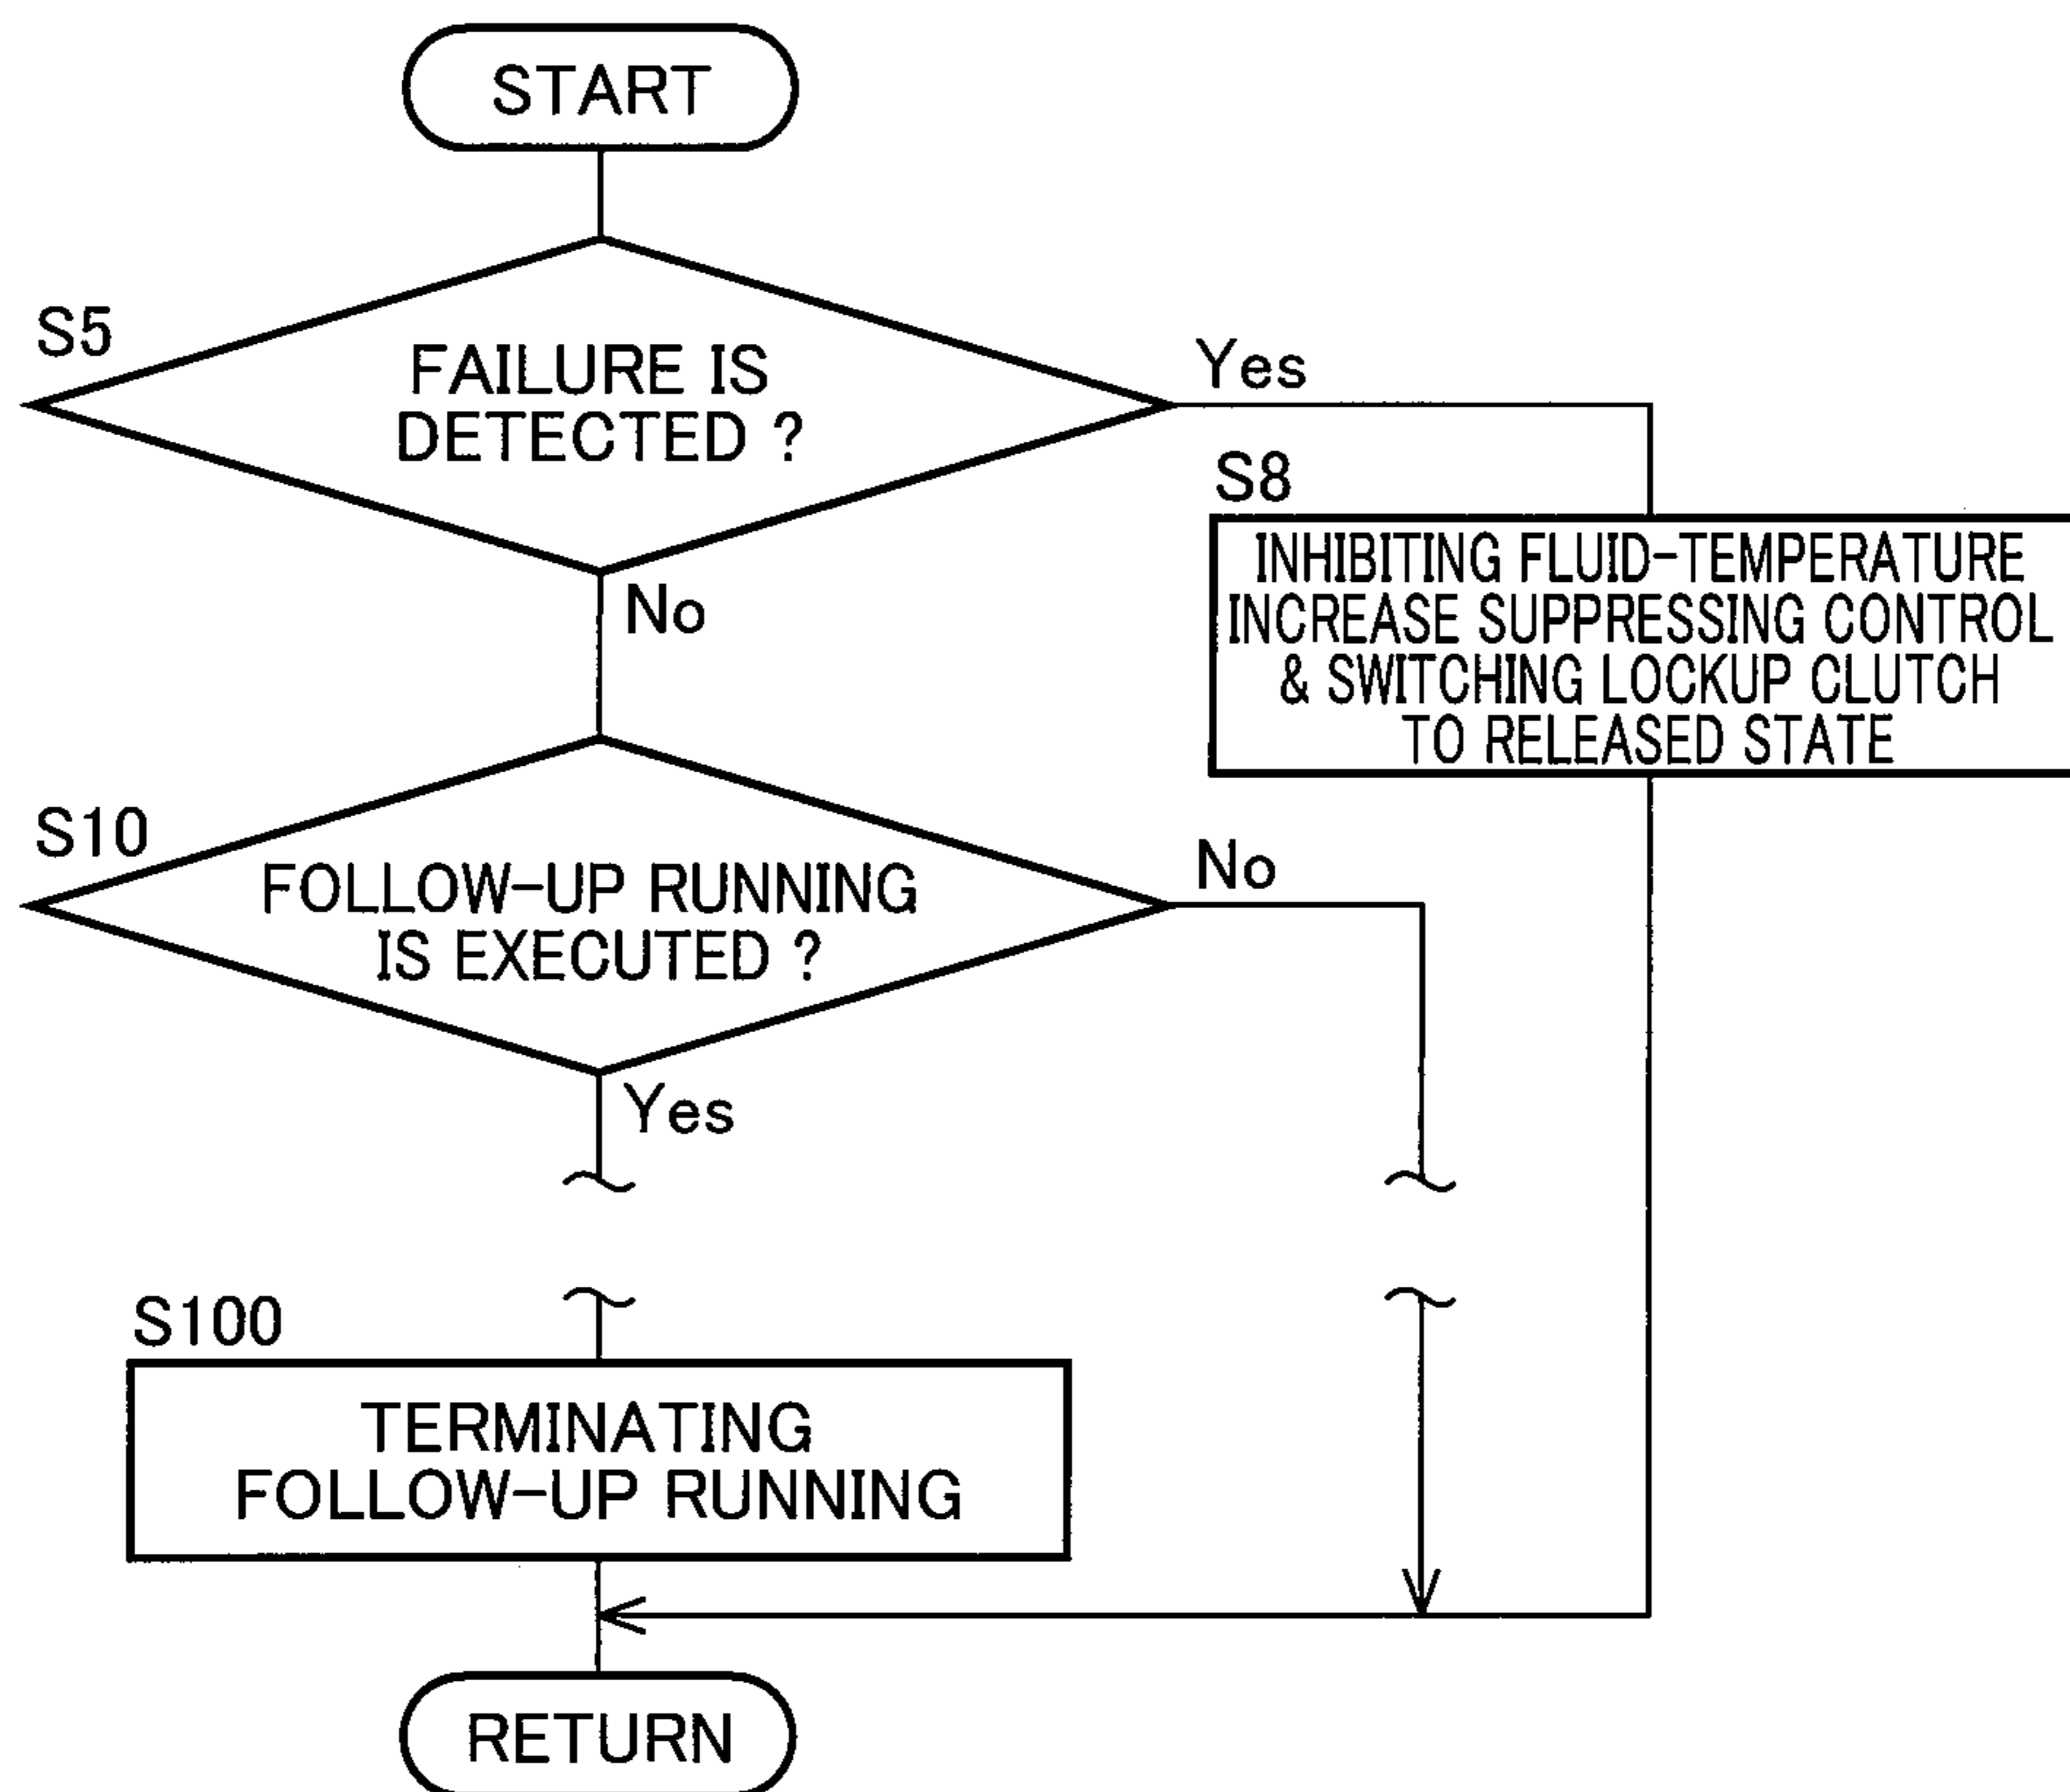 START
S5
FAILURE IS
DETECTED ?
Yes
S8
INHIBITING FLUID-TEMPERATURE
INCREASE SUPPRESSING CONTROL
& SWITCHING LOCKUP CLUTCH
TO RELEASED STATE
No
S10
FOLLOW-UP RUNNING
IS EXECUTED ?
No
Yes
S100
TERMINATING
FOLLOW-UP RUNNING
RETURN